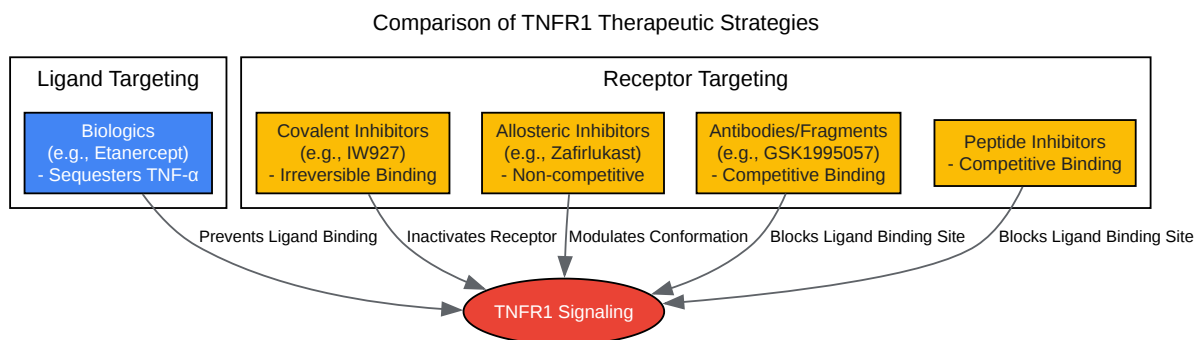 Comparison of TNFR1 Therapeutic Strategies
Ligand Targeting
Biologics
(e.g., Etanercept)
- Sequesters TNF-α
Receptor Targeting
Covalent Inhibitors
(e.g., IW927)
- Irreversible Binding
Allosteric Inhibitors
(e.g., Zafirlukast)
- Non-competitive
Antibodies/Fragments
(e.g., GSK1995057)
- Competitive Binding
Peptide Inhibitors
- Competitive Binding
Prevents Ligand Binding
Inactivates Receptor
Modulates Conformation
Blocks Ligand Binding Site
Blocks Ligand Binding Site
TNFR1 Signaling